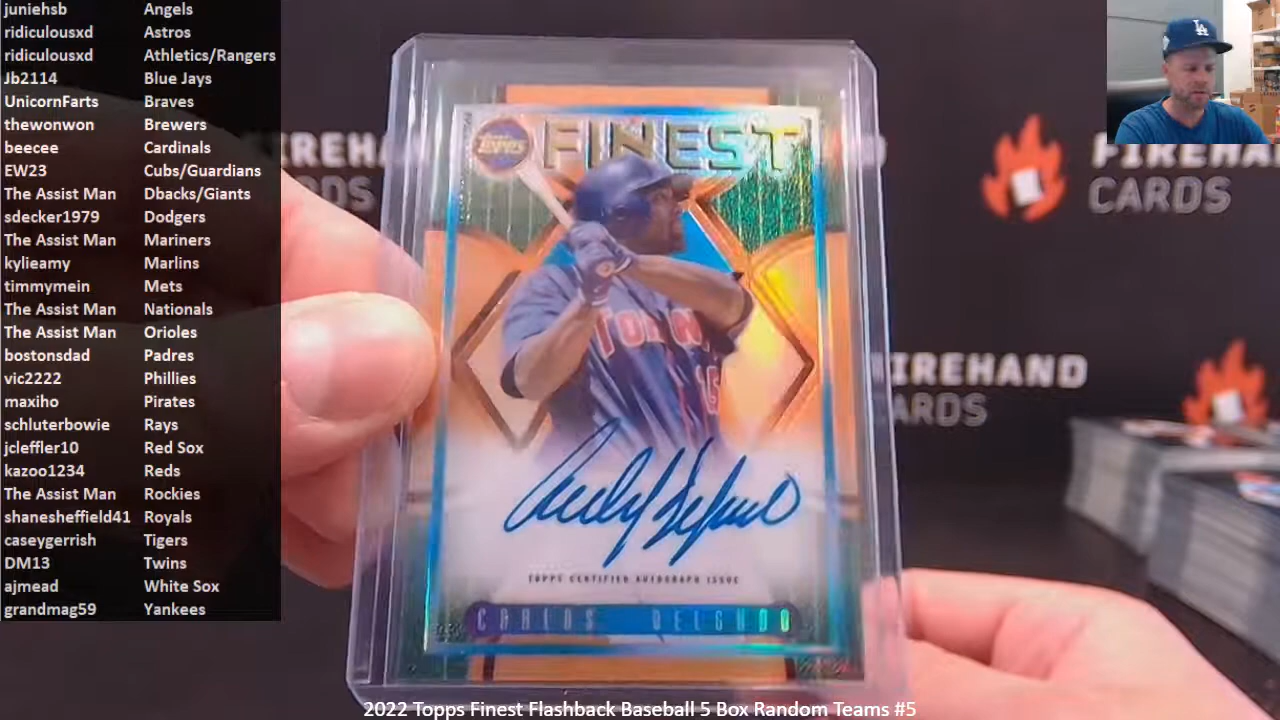 juniehsb Angels
ridiculousxd Astros
ridiculousxd Athletics/Rangers
Jb2114 Blue Jays
UnicornFarts Braves
thewonwon Brewers
beecee Cardinals
EW23 Cubs/Guardians
The Assist Man Dbacks/Giants
sdecker1979 Dodgers
The Assist Man Mariners
kylieamy Marlins
timmymein Mets
The Assist Man Nationals
The Assist Man Orioles
bostonsdad Padres
vic2222 Phillies
maxiho Pirates
schluterbowie Rays
jcleffler10 Red Sox
kazoo1234 Reds
The Assist Man Rockies
shanesheffield41 Royals
caseygerrish Tigers
DM13 Twins
ajmead White Sox
grandmag59 Yankees
LA
Topps FINEST
TORON
TOPPS CERTIFIED AUTOGRAPH ISSUE
CARLOS DELGADO
IREHA
RDS
FIREHAND
CARDS
IREHAND
ARDS
2022 Topps Finest Flashback Baseball 5 Box Random Teams #5